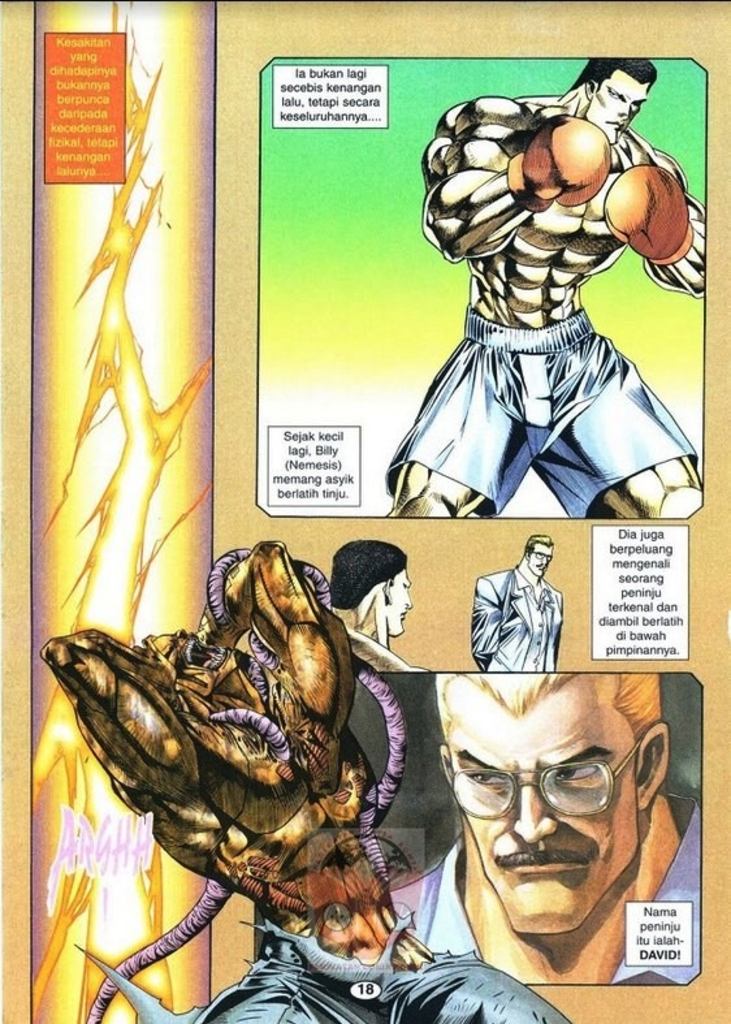 Kesakitan
yang
dihadapinya
bukannya
berpunca
daripada
kecederaan
fizikal, tetapi
kenangan
lalunya....
Ia bukan lagi
secebis kenangan
lalu, tetapi secara
keseluruhannya....
Sejak kecil
lagi, Billy
(Nemesis)
memang asyik
berlatih tinju.
Dia juga
berpeluang
mengenali
seorang
peninju
terkenal dan
diambil berlatih
di bawah
pimpinannya.
ARGHH
!
Nama
peninju
itu ialah-
DAVID!
18